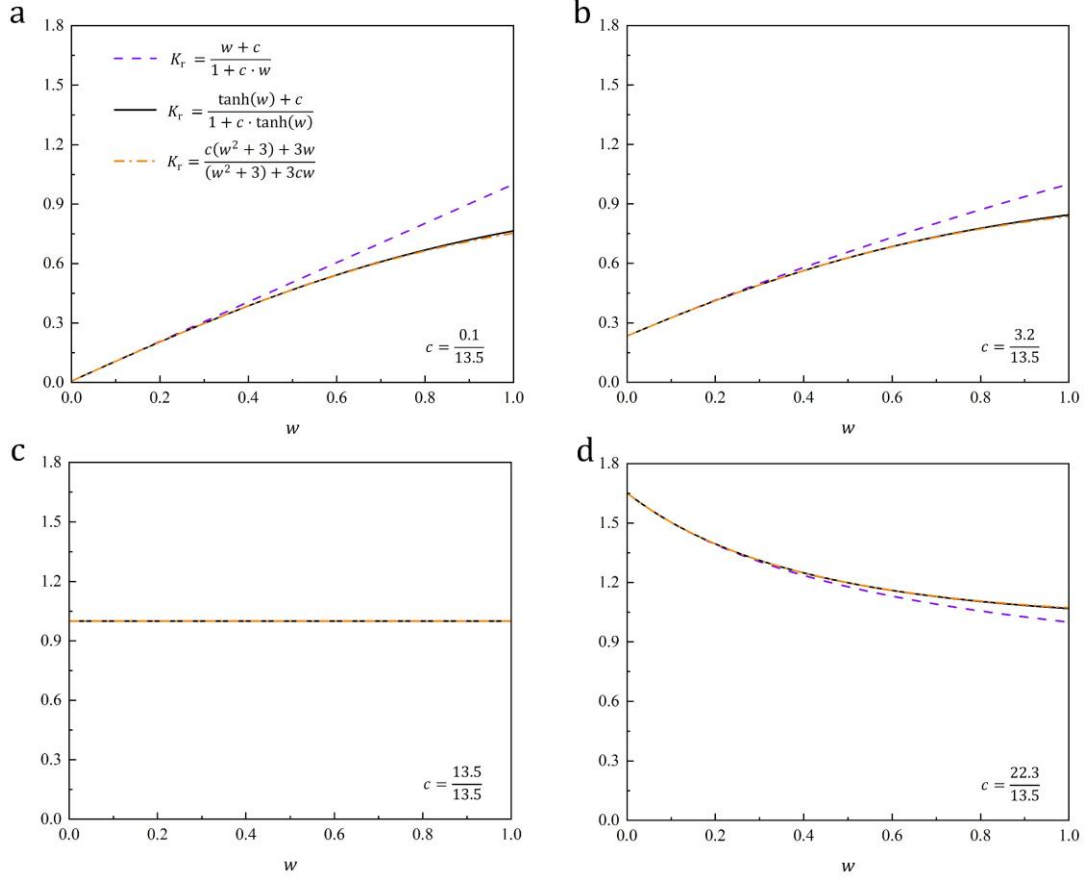 a
1.8
1.5
1.2
0.9
0.6
0.3
0.0
K_r = (w + c) / (1 + c · w)
K_r = (tanh(w) + c) / (1 + c · tanh(w))
K_r = (c(w² + 3) + 3w) / ((w² + 3) + 3cw)
c = 0.1/13.5
0.0 0.2 0.4 0.6 0.8 1.0
w
b
1.8
1.5
1.2
0.9
0.6
0.3
0.0
c = 3.2/13.5
0.0 0.2 0.4 0.6 0.8 1.0
w
c
1.8
1.5
1.2
0.9
0.6
0.3
0.0
c = 13.5/13.5
0.0 0.2 0.4 0.6 0.8 1.0
w
d
1.8
1.5
1.2
0.9
0.6
0.3
0.0
c = 22.3/13.5
0.0 0.2 0.4 0.6 0.8 1.0
w